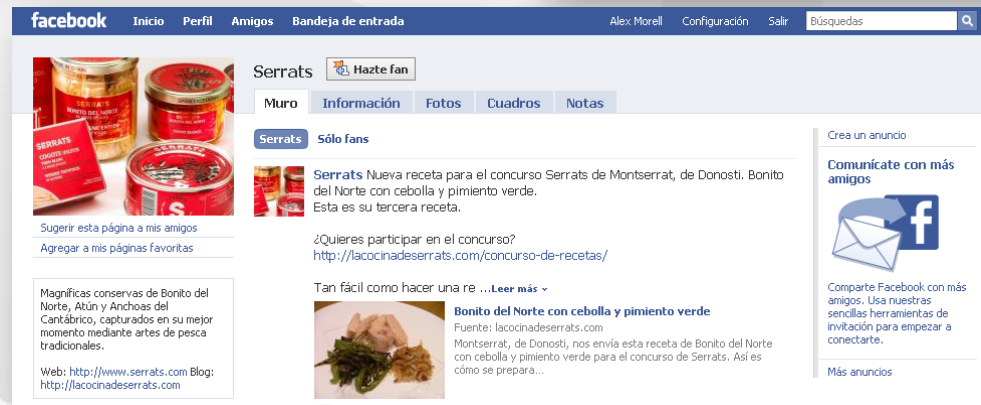 facebook Inicio Perfil Amigos Bandeja de entrada Alex Morell Configuración Salir Búsquedas
Serrats Hazte fan
Muro Información Fotos Cuadros Notas
Serrats Sólo fans
Serrats Nueva receta para el concurso Serrats de Montserrat, de Donosti. Bonito
del Norte con cebolla y pimiento verde.
Esta es su tercera receta.
¿Quieres participar en el concurso?
http://lacocinadeserrats.com/concurso-de-recetas/
Tan fácil como hacer una re ...Leer más
Bonito del Norte con cebolla y pimiento verde
Fuente: lacocinadeserrats.com
Montserrat, de Donosti, nos envía esta receta de Bonito del Norte
con cebolla y pimiento verde para el concurso de Serrats. Así es
cómo se prepara...
SERRATS
BONITO DEL NORTE
SERRATS
Sugerir esta página a mis amigos
Agregar a mis páginas favoritas
Magníficas conservas de Bonito del
Norte, Atún y Anchoas del
Cantábrico, capturados en su mejor
momento mediante artes de pesca
tradicionales.
Web: http://www.serrats.com Blog:
http://lacocinadeserrats.com
Crea un anuncio
Comunícate con más
amigos
Comparte Facebook con más
amigos. Usa nuestras
sencillas herramientas de
invitación para empezar a
conectarte.
Más anuncios